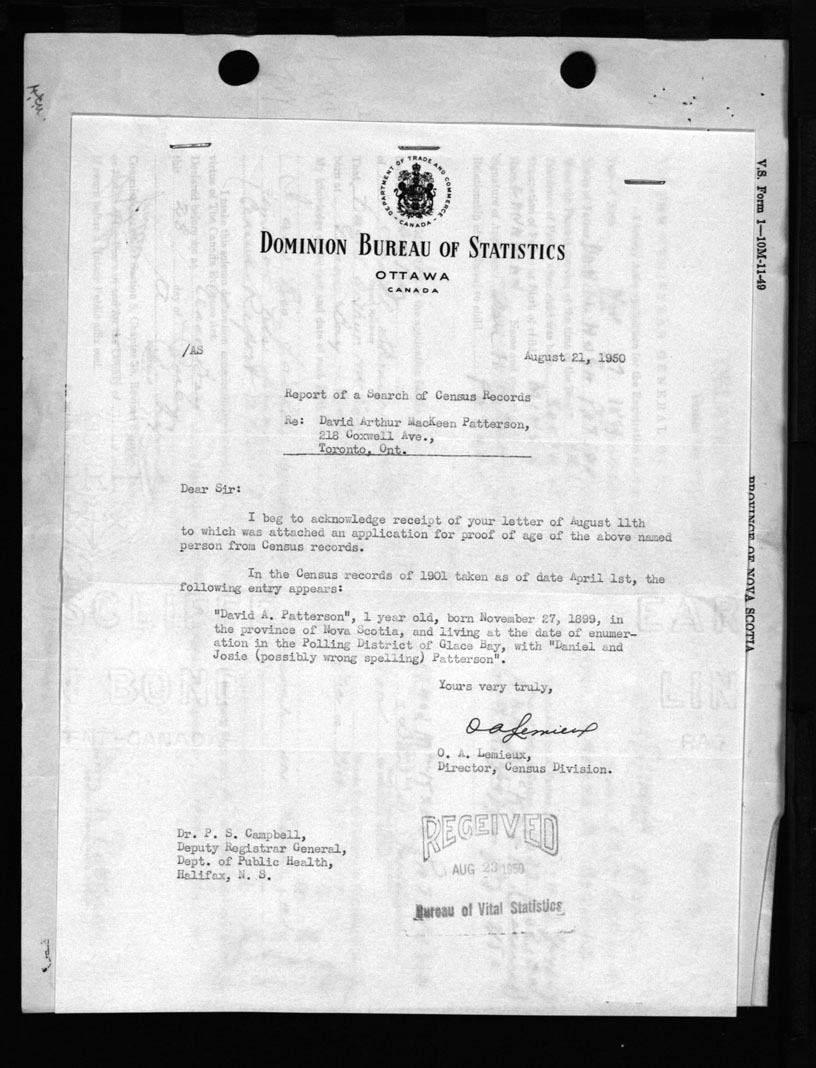 DEPARTMENT OF TRADE AND COMMERCE
CANADA
DOMINION BUREAU OF STATISTICS
OTTAWA
CANADA
/AS
August 21, 1950
Report of a Search of Census Records
Re: David Arthur MacKeen Patterson,
218 Coxwell Ave.,
Toronto, Ont.
Dear Sir:
I beg to acknowledge receipt of your letter of August 11th
to which was attached an application for proof of age of the above named
person from Census records.
In the Census records of 1901 taken as of date April 1st, the
following entry appears:
"David A. Patterson", 1 year old, born November 27, 1899, in
the province of Nova Scotia, and living at the date of enumer-
ation in the Polling District of Glace Bay, with "Daniel and
Josie (possibly wrong spelling) Patterson".
Yours very truly,
O A Lemieux
O. A. Lemieux,
Director, Census Division.
Dr. P. S. Campbell,
Deputy Registrar General,
Dept. of Public Health,
Halifax, N. S.
RECEIVED
AUG 23 1950
Bureau of Vital Statistics
V.S. Form 1—10M-11-49
PROVINCE OF NOVA SCOTIA